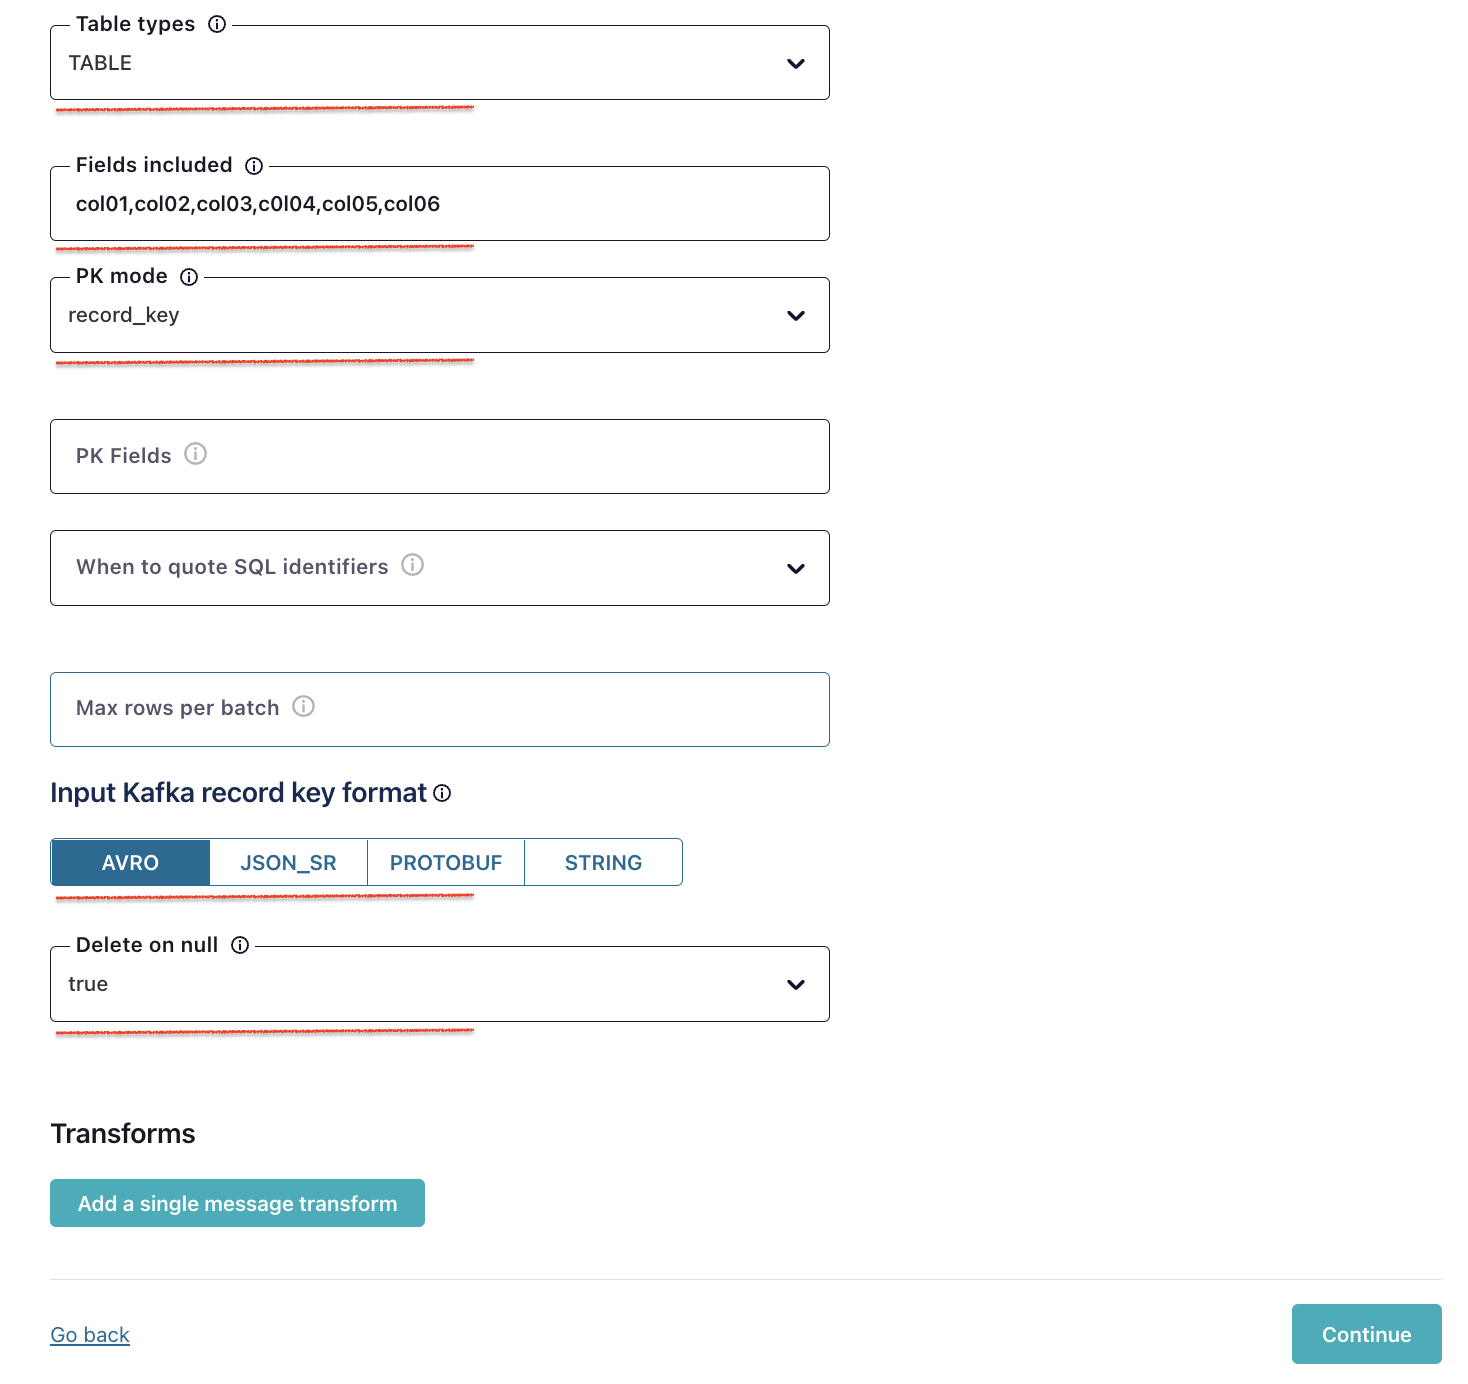 Table types
TABLE
Fields included
col01,col02,col03,c0l04,col05,col06
PK mode
record_key
PK Fields
When to quote SQL identifiers
Max rows per batch
Input Kafka record key format
AVRO JSON_SR PROTOBUF STRING
Delete on null
true
Transforms
Add a single message transform
Go back Continue